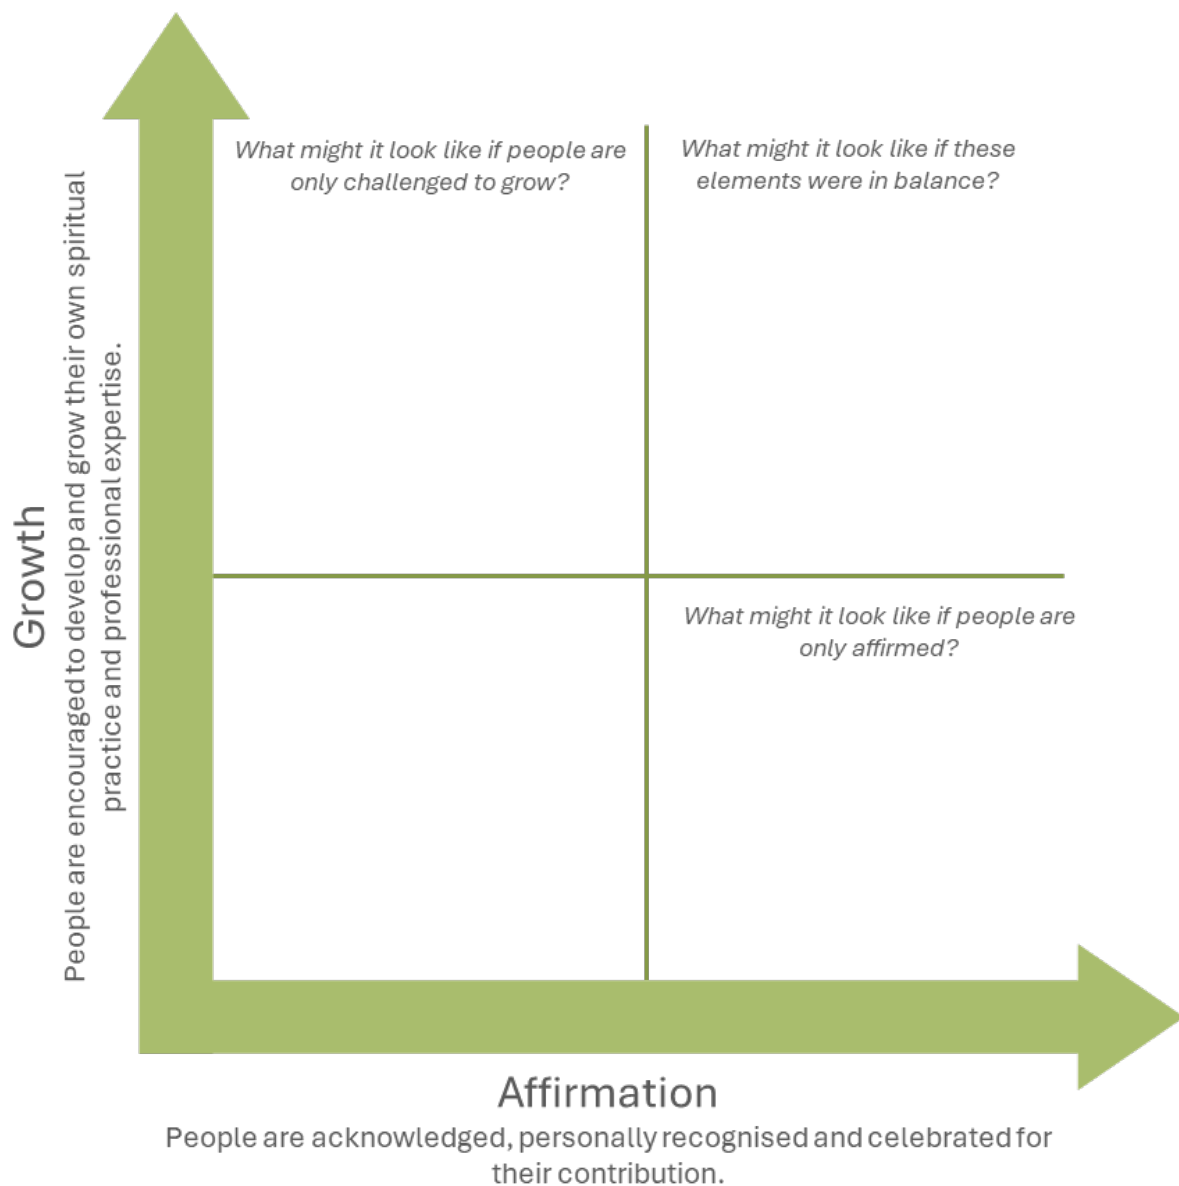 What might it look like if people are
only challenged to grow?
What might it look like if these
elements were in balance?
Growth
People are encouraged to develop and grow their own spiritual
practice and professional expertise.
What might it look like if people are
only affirmed?
Affirmation
People are acknowledged, personally recognised and celebrated for
their contribution.